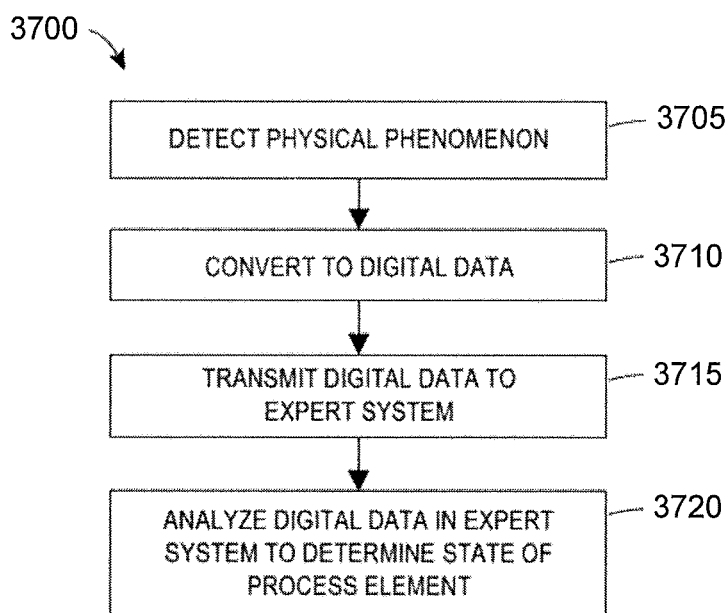 3700
DETECT PHYSICAL PHENOMENON
3705
CONVERT TO DIGITAL DATA
3710
TRANSMIT DIGITAL DATA TO
EXPERT SYSTEM
3715
ANALYZE DIGITAL DATA IN EXPERT
SYSTEM TO DETERMINE STATE OF
PROCESS ELEMENT
3720